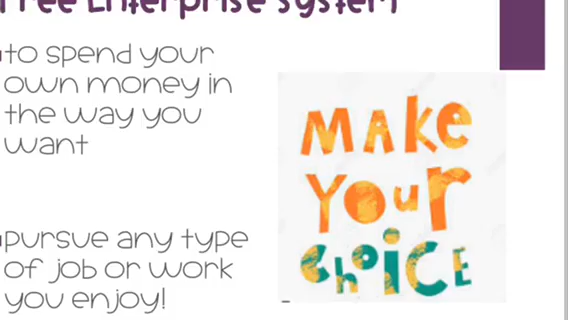 Free Enterprise System
to spend your
own money in
the way you
want
pursue any type
of job or work
you enjoy!
Make
Your
choice